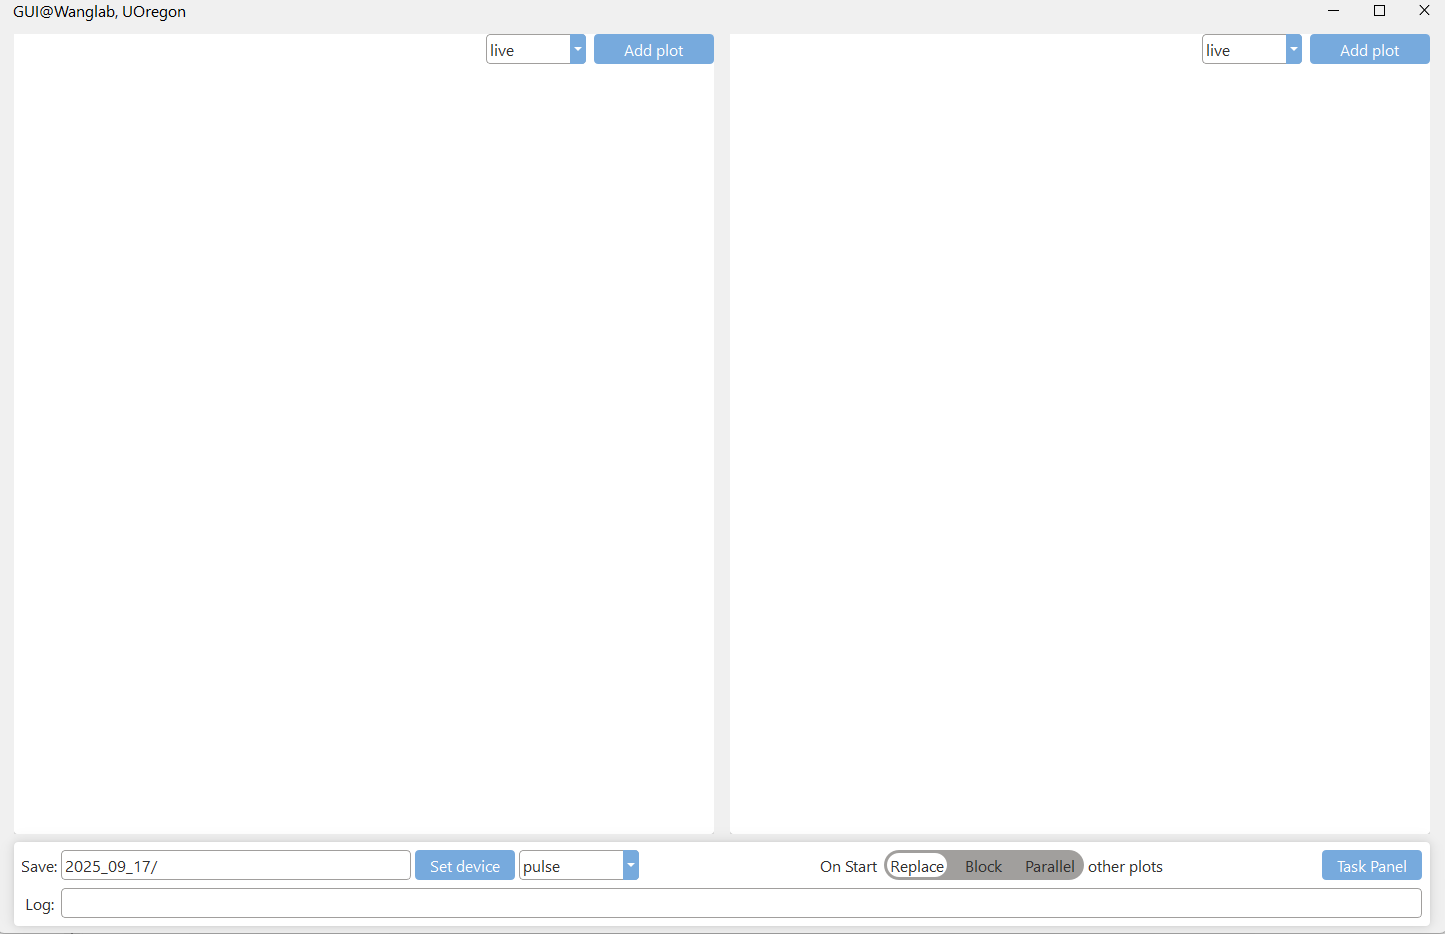 GUI@Wanglab, UOregon
live Add plot live Add plot
Save: 2025_09_17/ Set device pulse On Start Replace Block Parallel other plots Task Panel
Log: